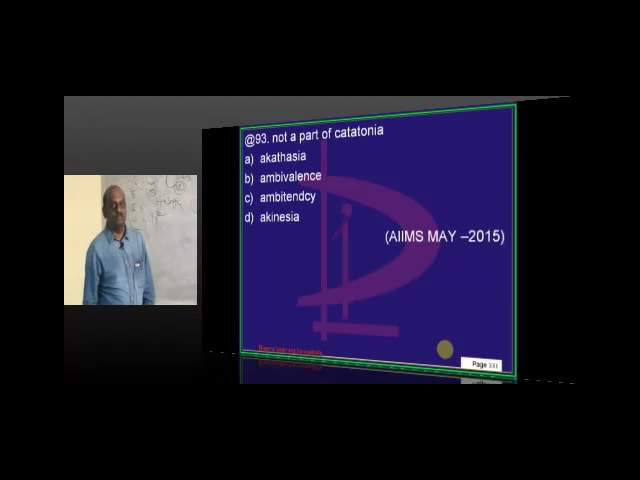 @93. not a part of catatonia
a) akathasia
b) ambivalence
c) ambitendcy
d) akinesia
(AIIMS MAY –2015)
Page 331